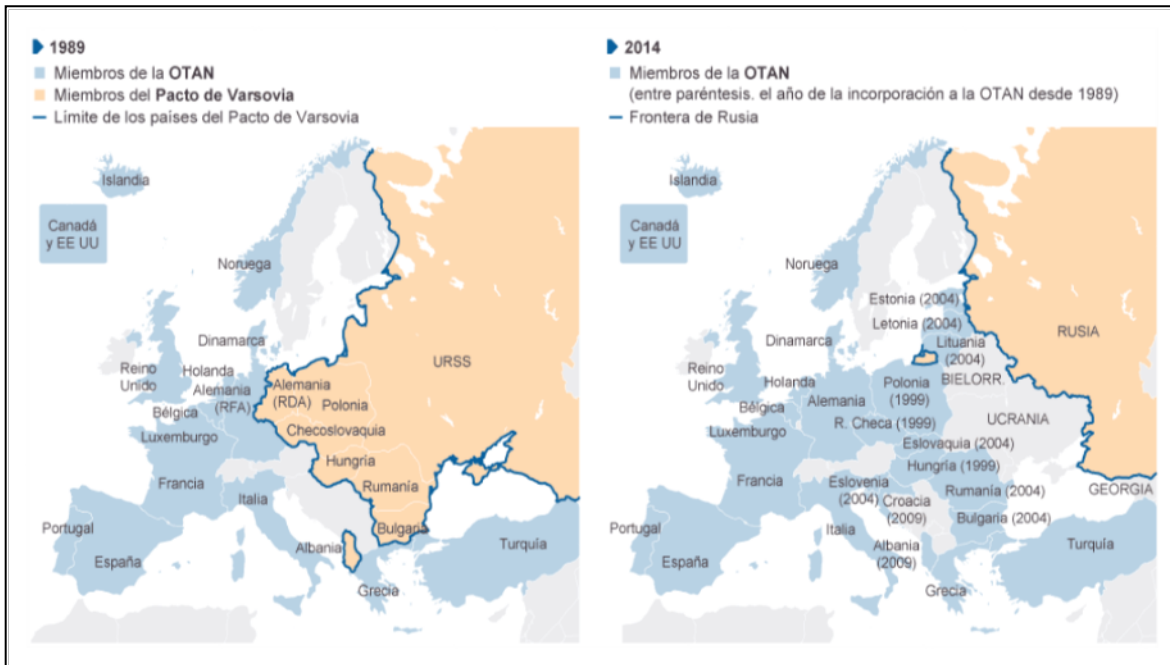 1989
Miembros de la OTAN
Miembros del Pacto de Varsovia
Límite de los países del Pacto de Varsovia
Islandia
Canadá
y EE UU
Noruega
Dinamarca
Reino
Unido
Holanda
Alemania
(RFA)
Bélgica
Luxemburgo
Francia
Italia
Portugal
España
URSS
Alemania
(RDA)
Polonia
Checoslovaquia
Hungría
Rumanía
Bulgaria
Albania
Grecia
Turquía
2014
Miembros de la OTAN
(entre paréntesis. el año de la incorporación a la OTAN desde 1989)
Frontera de Rusia
Islandia
Canadá
y EE UU
Noruega
Estonia (2004)
Letonia (2004)
Lituania
(2004)
RUSIA
Dinamarca
Reino
Unido
Holanda
Bélgica
Alemania
Luxemburgo
Polonia
(1999)
BIELORR.
UCRANIA
R. Checa (1999)
Eslovaquia (2004)
Hungría (1999)
Francia
Eslovenia
(2004)
Croacia
(2009)
Rumanía (2004)
GEORGIA
Bulgaria (2004)
Italia
Portugal
España
Albania
(2009)
Grecia
Turquía